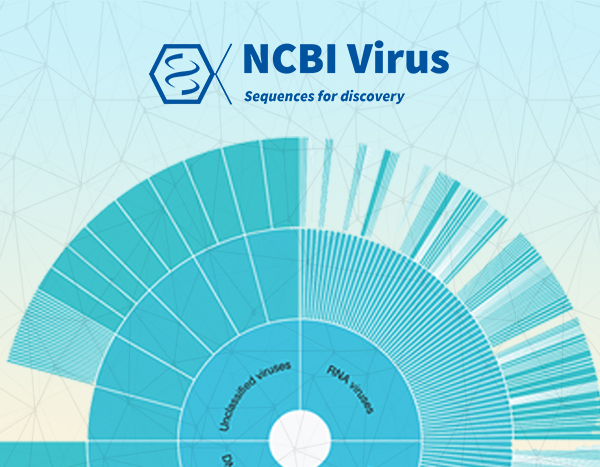 NCBI Virus
Sequences for discovery
Unclassified viruses
RNA viruses